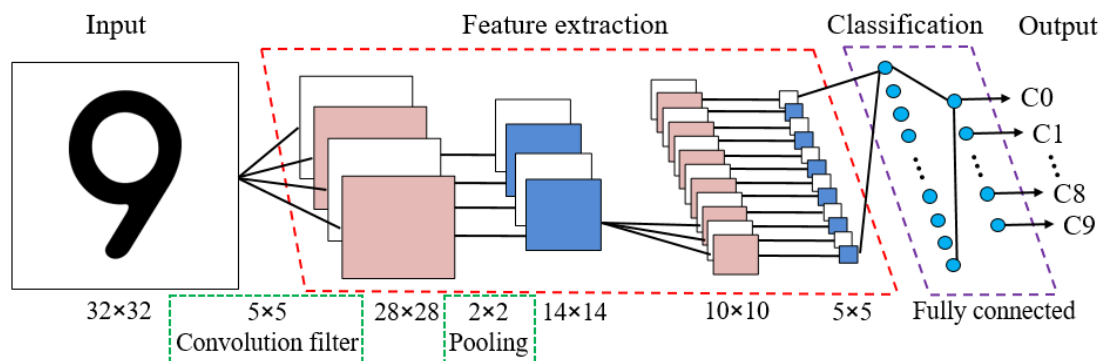 Input Feature extraction Classification Output
9
C0
C1
C8
C9
32×32 5×5 28×28 2×2 14×14 10×10 5×5 Fully connected
Convolution filter Pooling